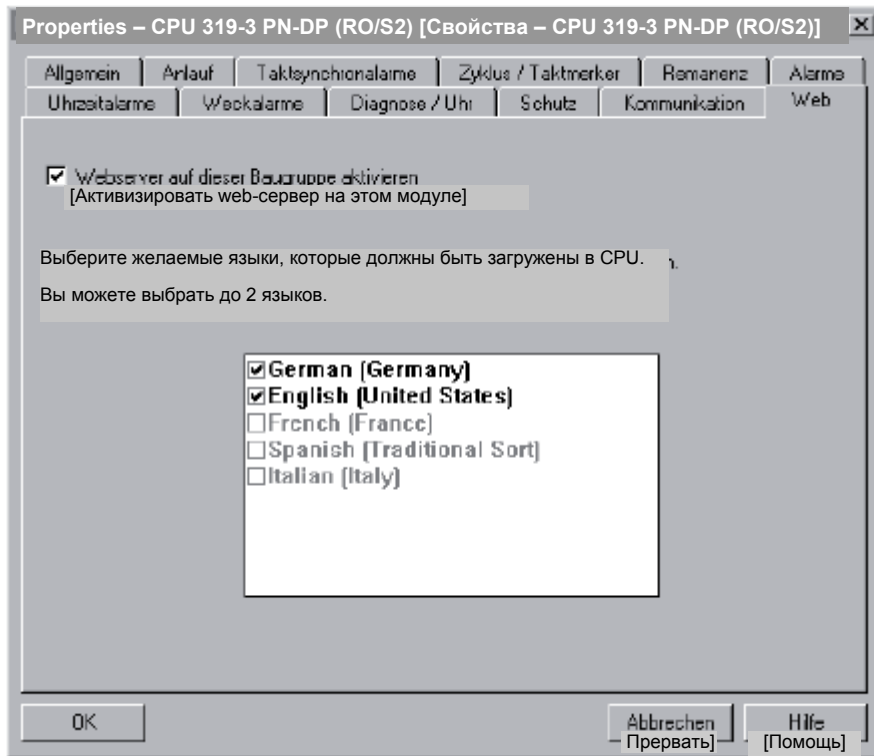 Properties – CPU 319-3 PN-DP (RO/S2) [Свойства – CPU 319-3 PN-DP (RO/S2)]
Allgemein Anlauf Taktsynchronalarme Zyklus / Taktmerker Remanenz Alarme
Uhrzeitalarme Weckalarme Diagnose / Uhr Schutz Kommunikation Web
Webserver auf dieser Baugruppe aktivieren
[Активизировать web-сервер на этом модуле]
Выберите желаемые языки, которые должны быть загружены в CPU.
Вы можете выбрать до 2 языков.
German (Germany)
English (United States)
French (France)
Spanish (Traditional Sort)
Italian (Italy)
OK Abbrechen Hilfe
Прервать] [Помощь]